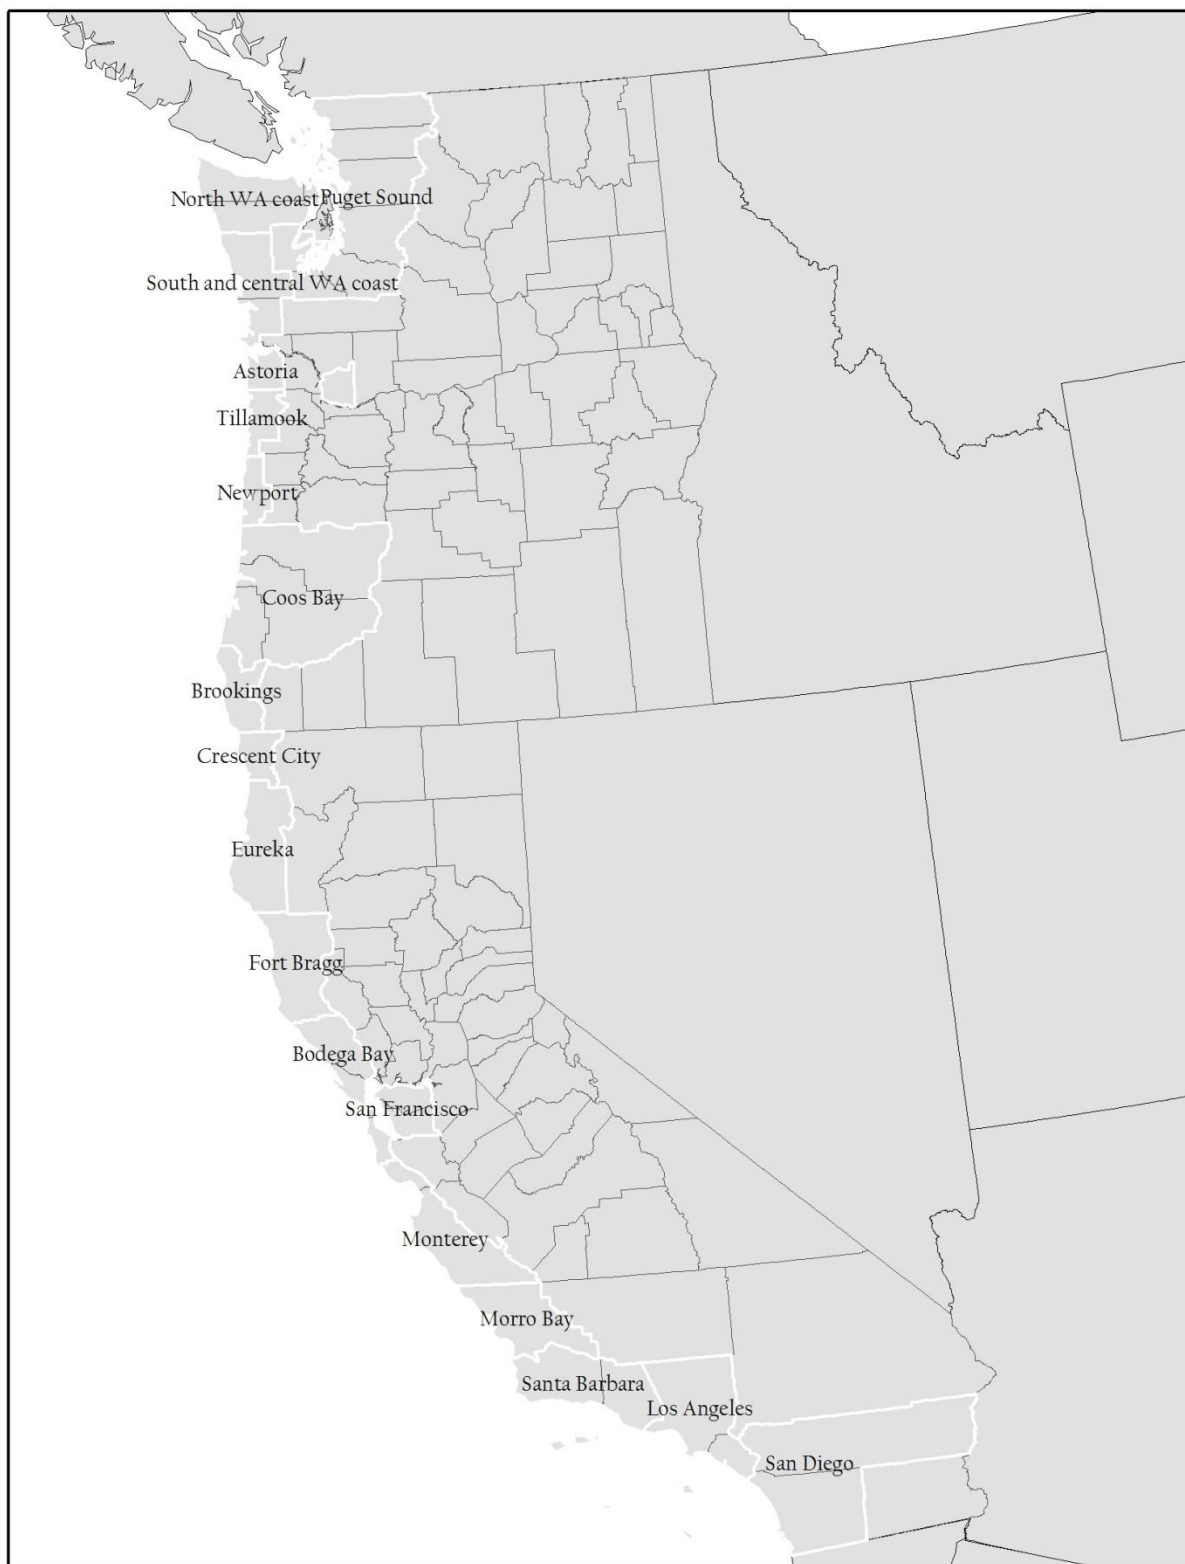 North WA coast
Puget Sound
South and central WA coast
Astoria
Tillamook
Newport
Coos Bay
Brookings
Crescent City
Eureka
Fort Bragg
Bodega Bay
San Francisco
Monterey
Morro Bay
Santa Barbara
Los Angeles
San Diego